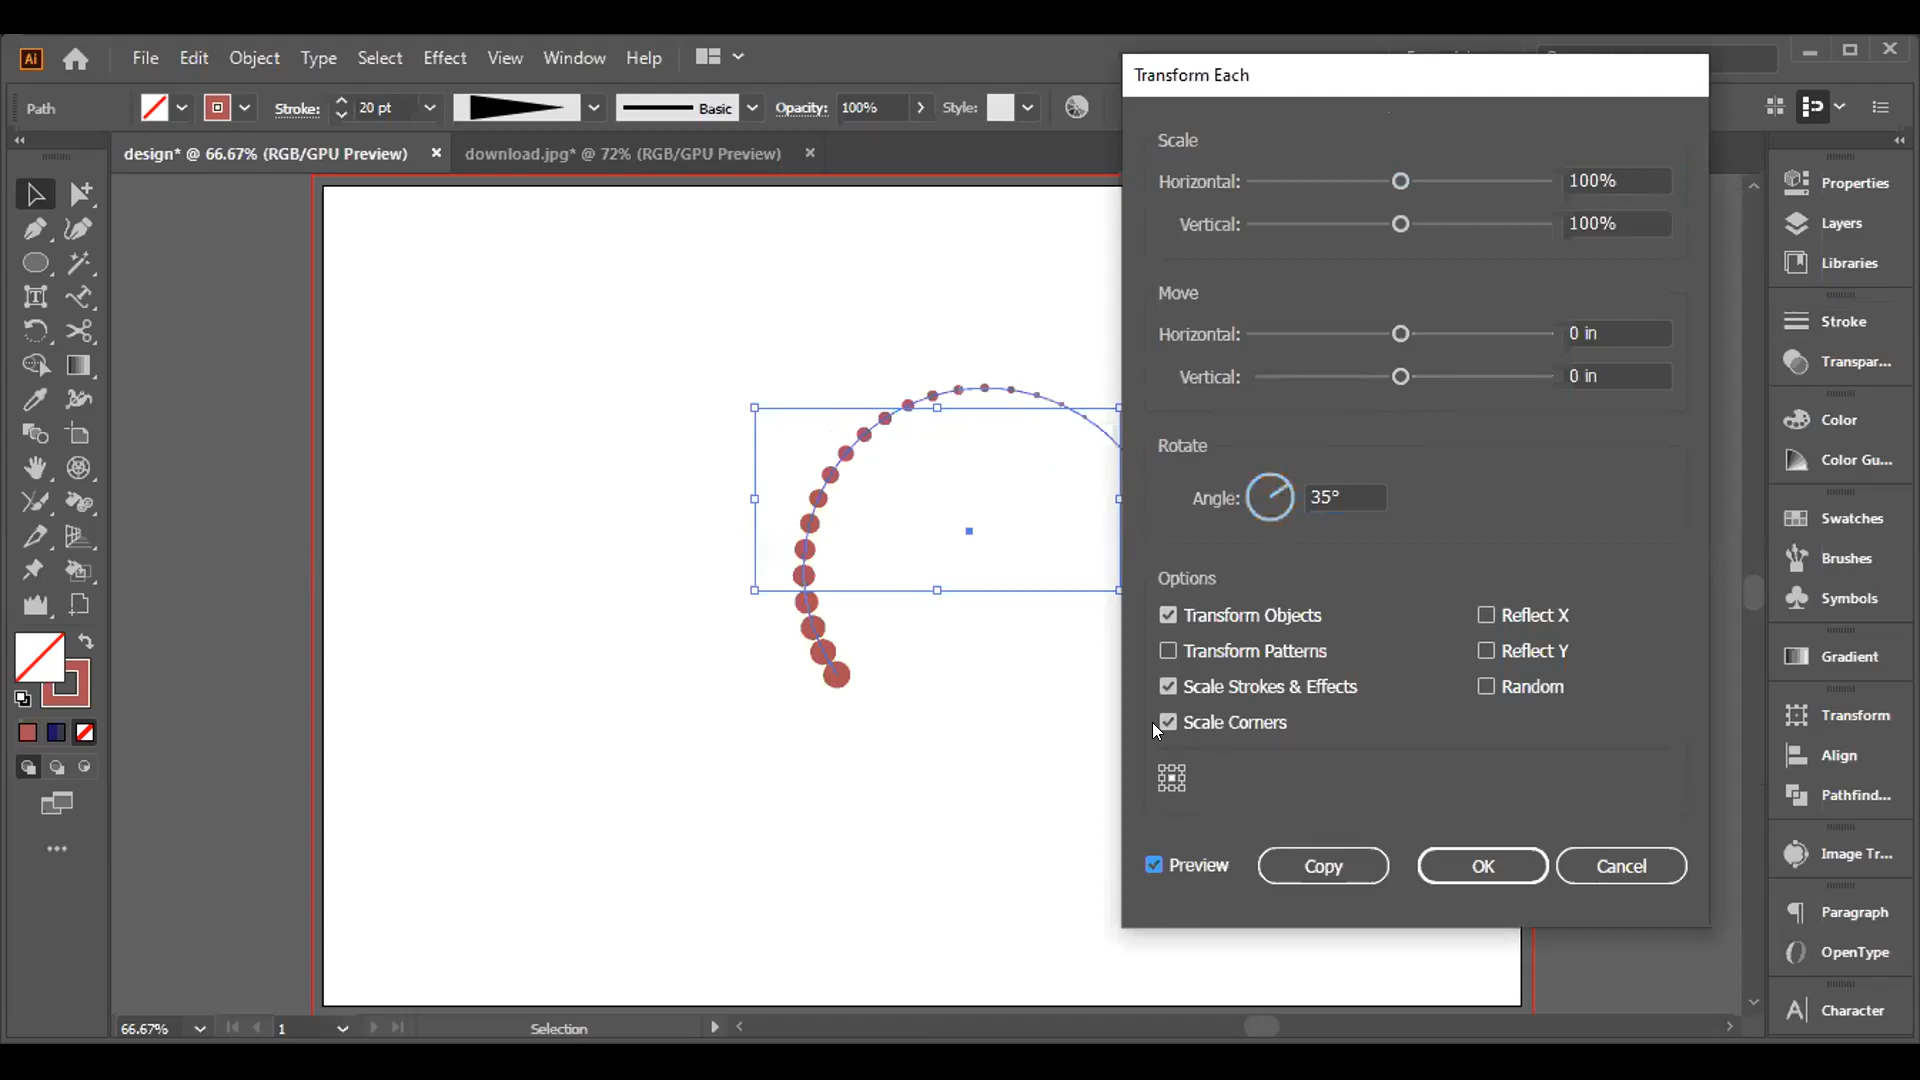 Ai File Edit Object Type Select Effect View Window Help
Path Stroke: 20 pt Basic Opacity: 100% Style:
design* @ 66.67% (RGB/GPU Preview) download.jpg* @ 72% (RGB/GPU Preview)
Transform Each
Scale
Horizontal: 100%
Vertical: 100%
Move
Horizontal: 0 in
Vertical: 0 in
Rotate
Angle: 35°
Options
Transform Objects Reflect X
Transform Patterns Reflect Y
Scale Strokes & Effects Random
Scale Corners
Preview Copy OK Cancel
Properties
Layers
Libraries
Stroke
Transpar...
Color
Color Gu...
Swatches
Brushes
Symbols
Gradient
Transform
Align
Pathfind...
Image Tr...
Paragraph
OpenType
Character
66.67% 1 Selection